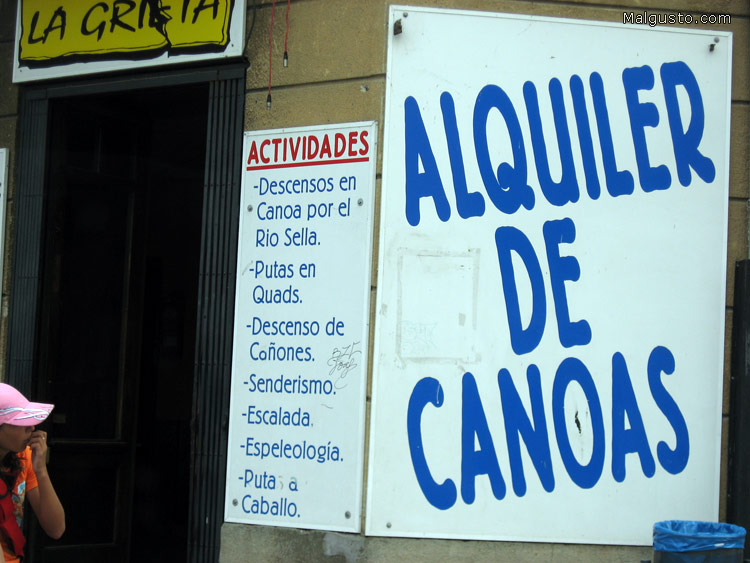 Malgusto.com
LA GRIETA
ACTIVIDADES
-Descensos en
Canoa por el
Rio Sella.
-Putas en
Quads.
-Descenso de
Cañones.
-Senderismo.
-Escalada.
-Espeleología.
-Putas a
Caballo.
ALQUILER
DE
CANOAS